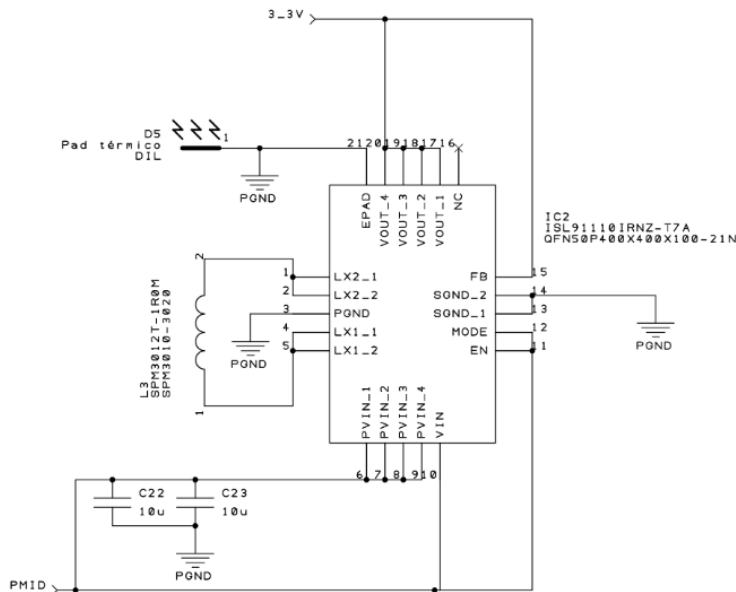 3_3V
D5
1
Pad térmico
DIL
PGND
21 20 19 18 17 16
EPAD
VOUT_4
VOUT_3
VOUT_2
VOUT_1
NC
IC2
ISL91110IRNZ-T7A
QFN50P400X400X100-21N
2
1 LX2_1
2 LX2_2
3 PGND
4 LX1_1
5 LX1_2
FB 15
SGND_2 14
SGND_1 13
MODE 12
EN 11
PGND
PGND
L3
SPM3012T-1R0M
SPM3010-3020
1
PVIN_1
PVIN_2
PVIN_3
PVIN_4
VIN
6 7 8 9 10
C22
10u
C23
10u
PGND
PMID